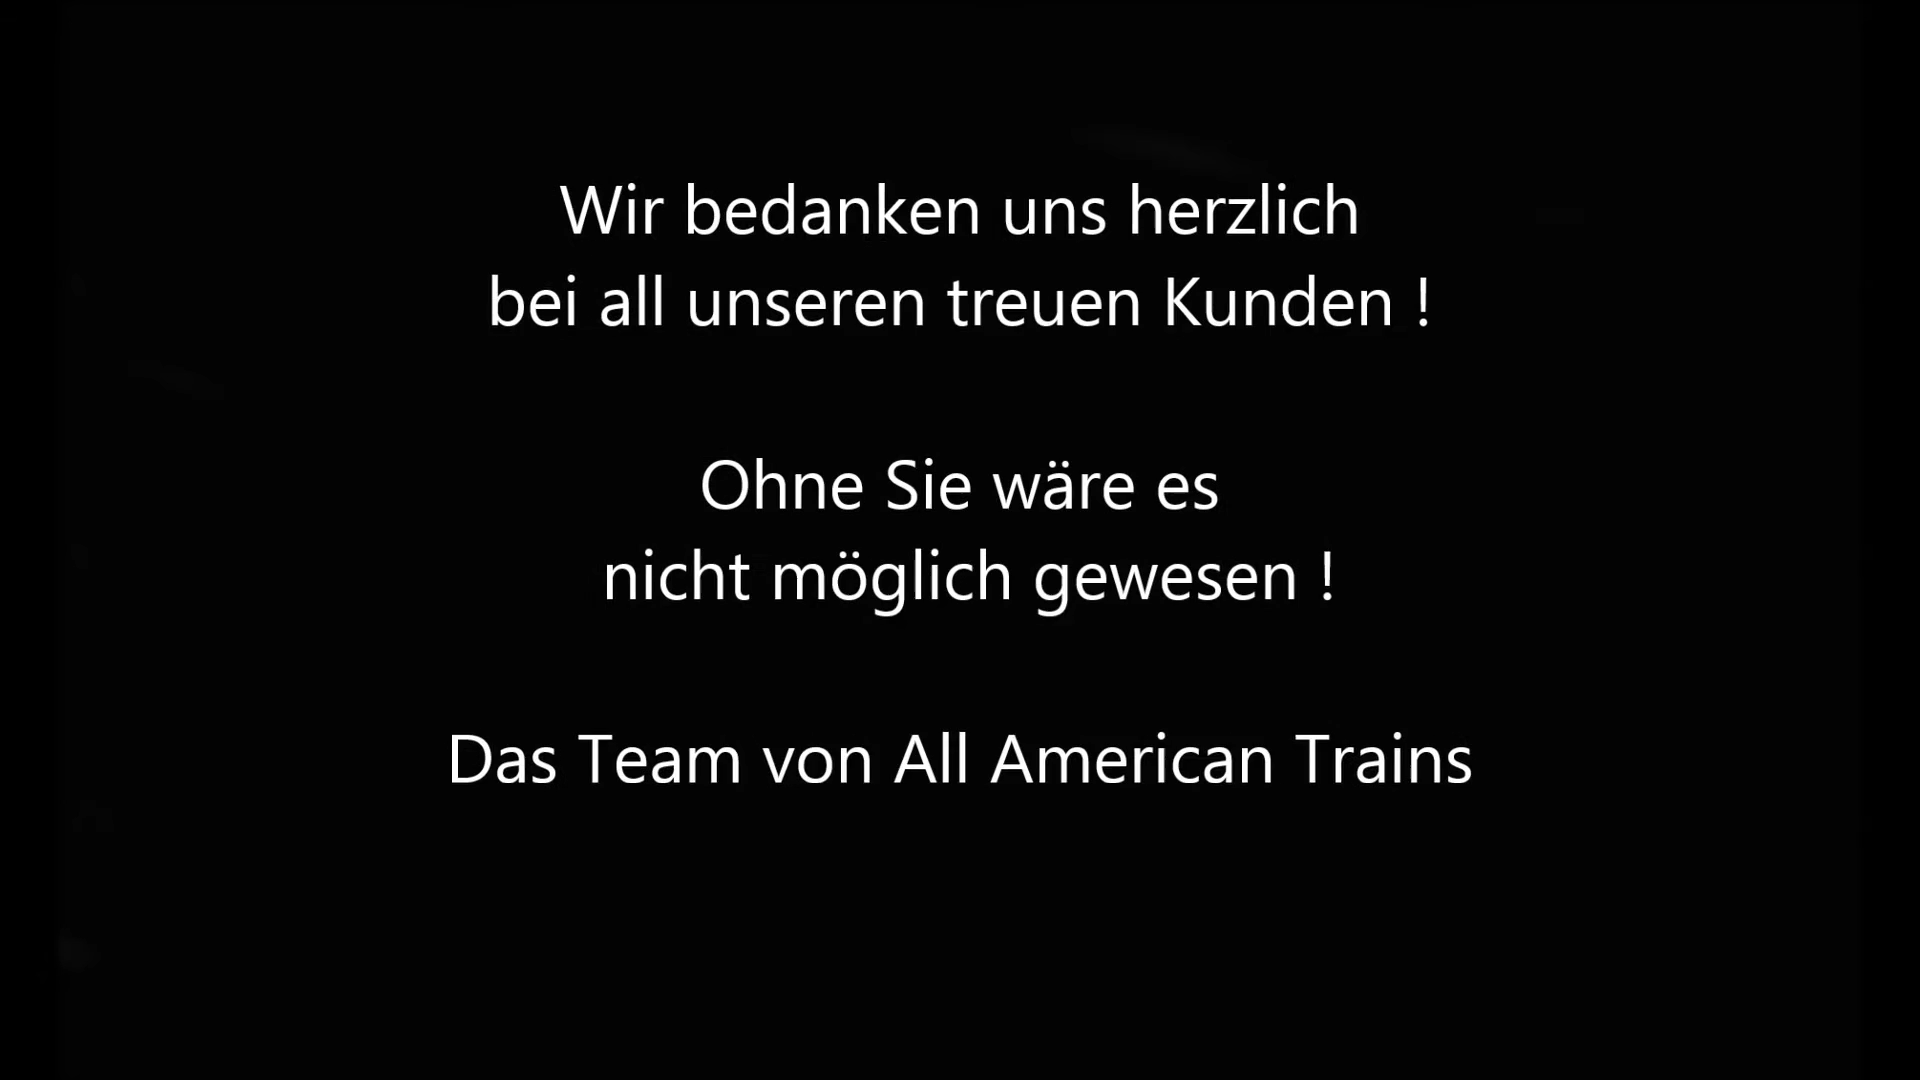 Wir bedanken uns herzlich
bei all unseren treuen Kunden !
Ohne Sie wäre es
nicht möglich gewesen !
Das Team von All American Trains